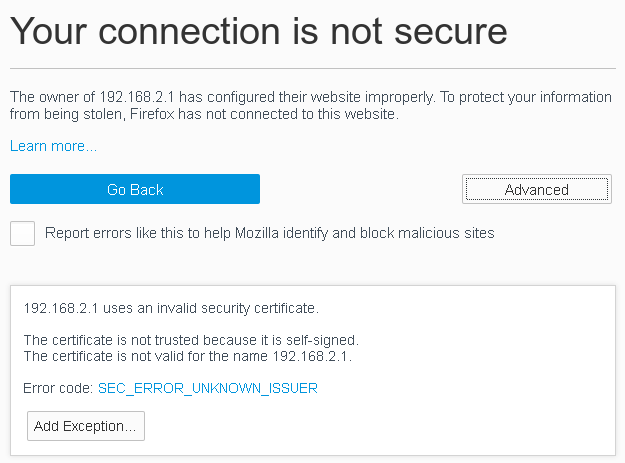 Your connection is not secure
The owner of 192.168.2.1 has configured their website improperly. To protect your information
from being stolen, Firefox has not connected to this website.
Learn more...
Go Back
Advanced
Report errors like this to help Mozilla identify and block malicious sites
192.168.2.1 uses an invalid security certificate.
The certificate is not trusted because it is self-signed.
The certificate is not valid for the name 192.168.2.1.
Error code: SEC_ERROR_UNKNOWN_ISSUER
Add Exception...